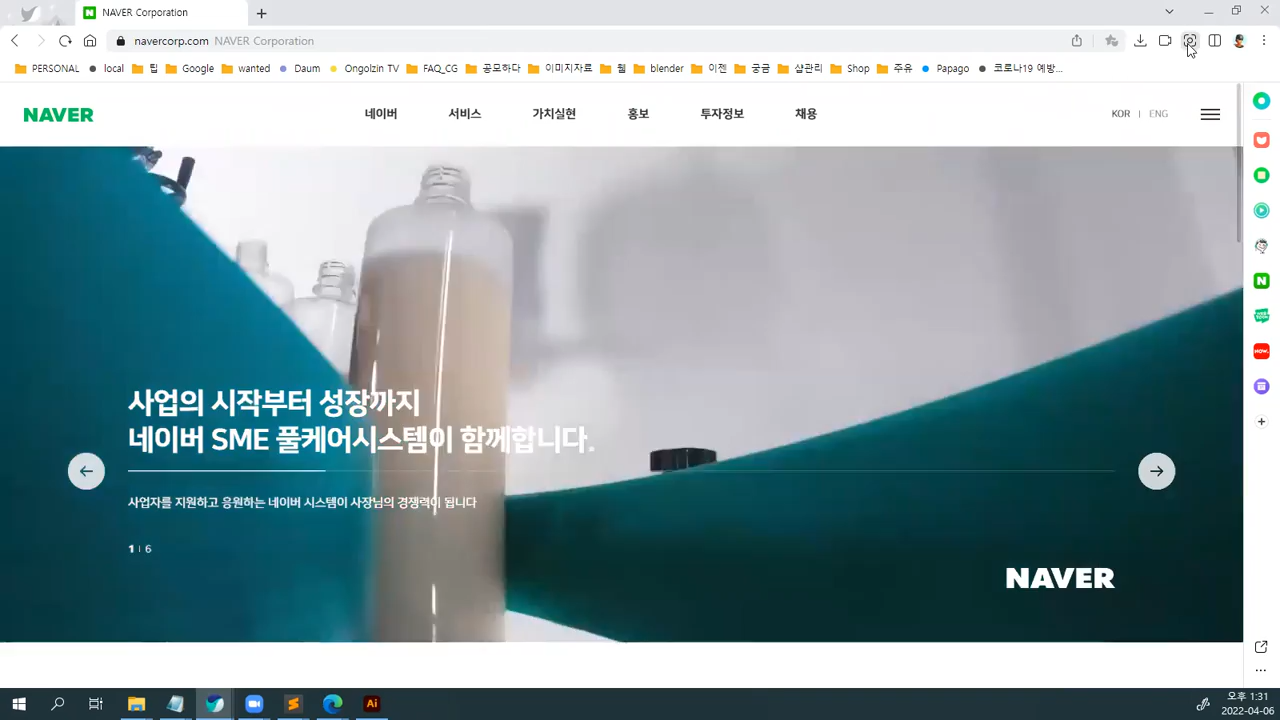 NAVER Corporation
navercorp.com NAVER Corporation
PERSONAL local 팁 Google wanted Daum Ongolzin TV FAQ_CG 공모하다 이미지자료 웹 blender 이젠 궁금 샵관리 Shop 주유 Papago 코로나19 예방...
NAVER 네이버 서비스 가치실현 홍보 투자정보 채용 KOR | ENG
사업의 시작부터 성장까지
네이버 SME 풀케어시스템이 함께합니다.
사업자를 지원하고 응원하는 네이버 시스템이 사장님의 경쟁력이 됩니다
1 | 6
NAVER
N
NOW.
Ai
오후 1:31
2022-04-06